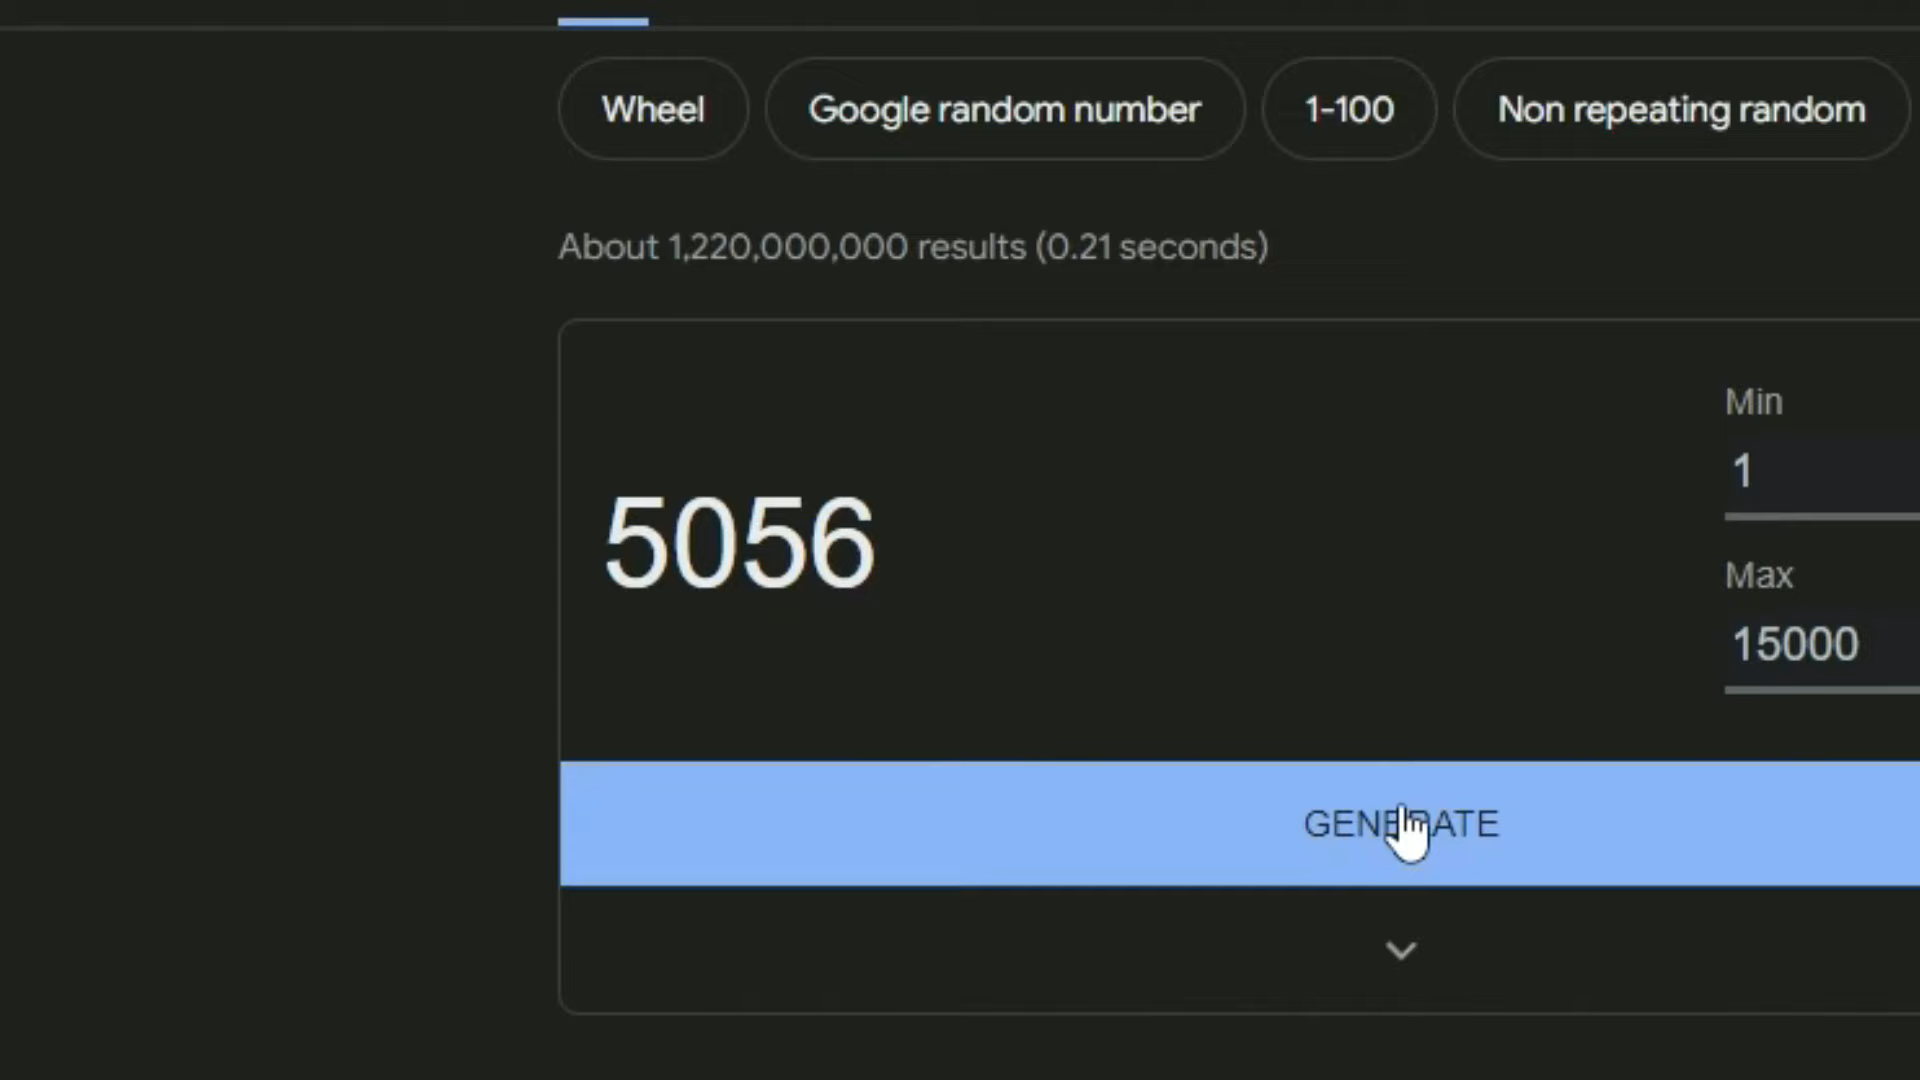 Wheel
Google random number
1-100
Non repeating random
About 1,220,000,000 results (0.21 seconds)
Min
1
5056
Max
15000
GENERATE